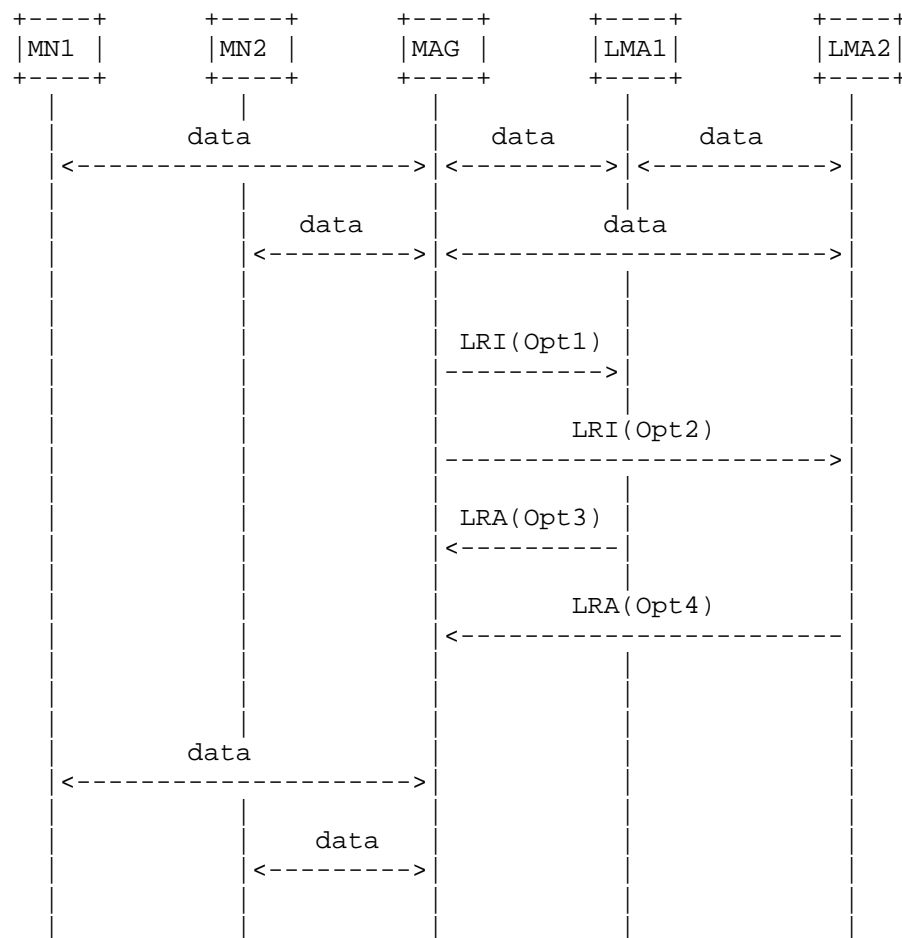 +----+ +----+ +----+ +----+ +----+
|MN1 | |MN2 | |MAG | |LMA1| |LMA2|
+----+ +----+ +----+ +----+ +----+
data data data
<---------------------->|<---------->|<----------->
data data
<--------->|<----------------------->
LRI(Opt1)
---------->
LRI(Opt2)
------------------------>
LRA(Opt3)
<----------
LRA(Opt4)
<------------------------
data
<---------------------->
data
<--------->